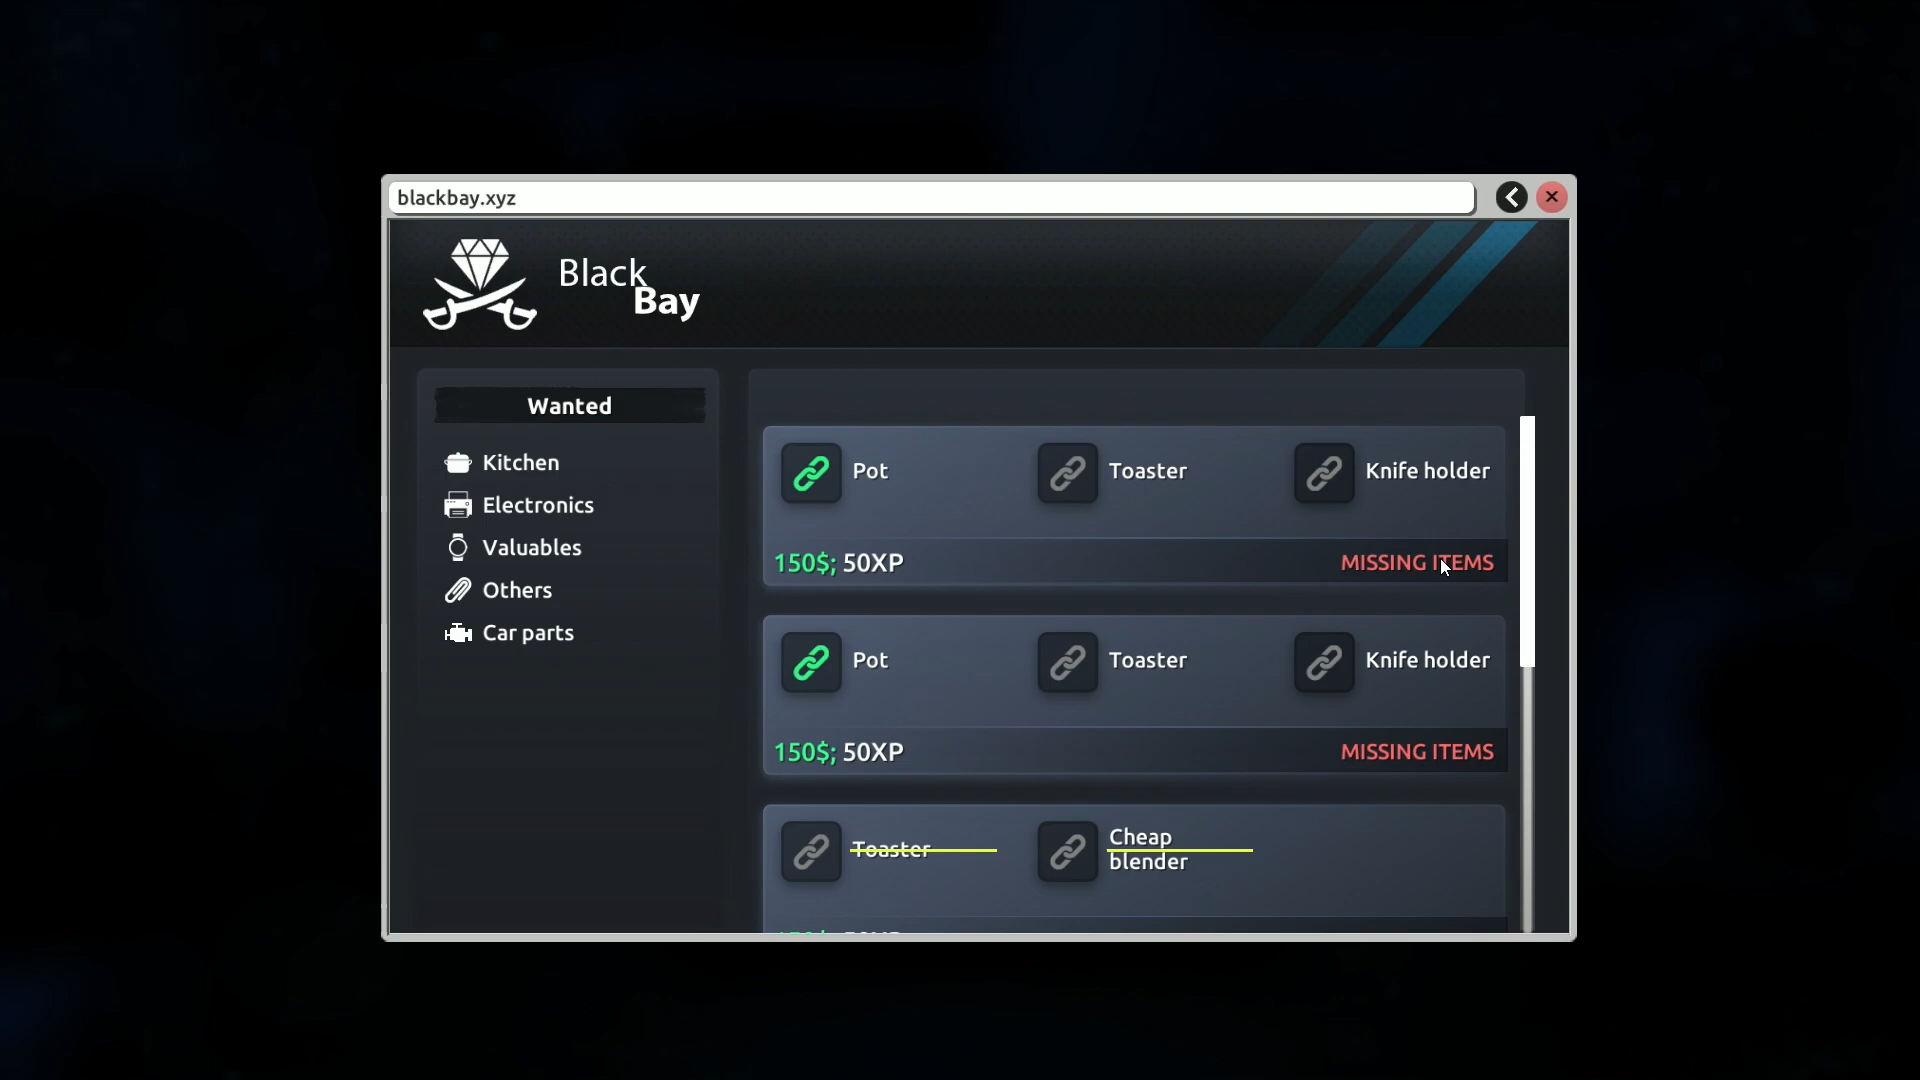 blackbay.xyz
Black
Bay
Wanted
Kitchen
Electronics
Valuables
Others
Car parts
Pot
Toaster
Knife holder
150$; 50XP
MISSING ITEMS
Pot
Toaster
Knife holder
150$; 50XP
MISSING ITEMS
Toaster
Cheap
blender